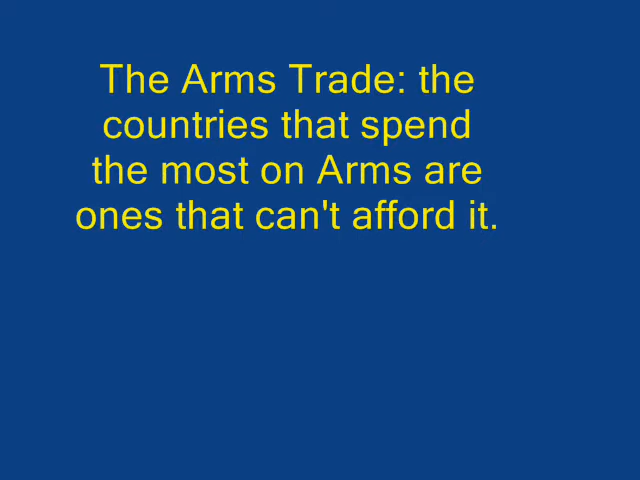 The Arms Trade: the
countries that spend
the most on Arms are
ones that can't afford it.